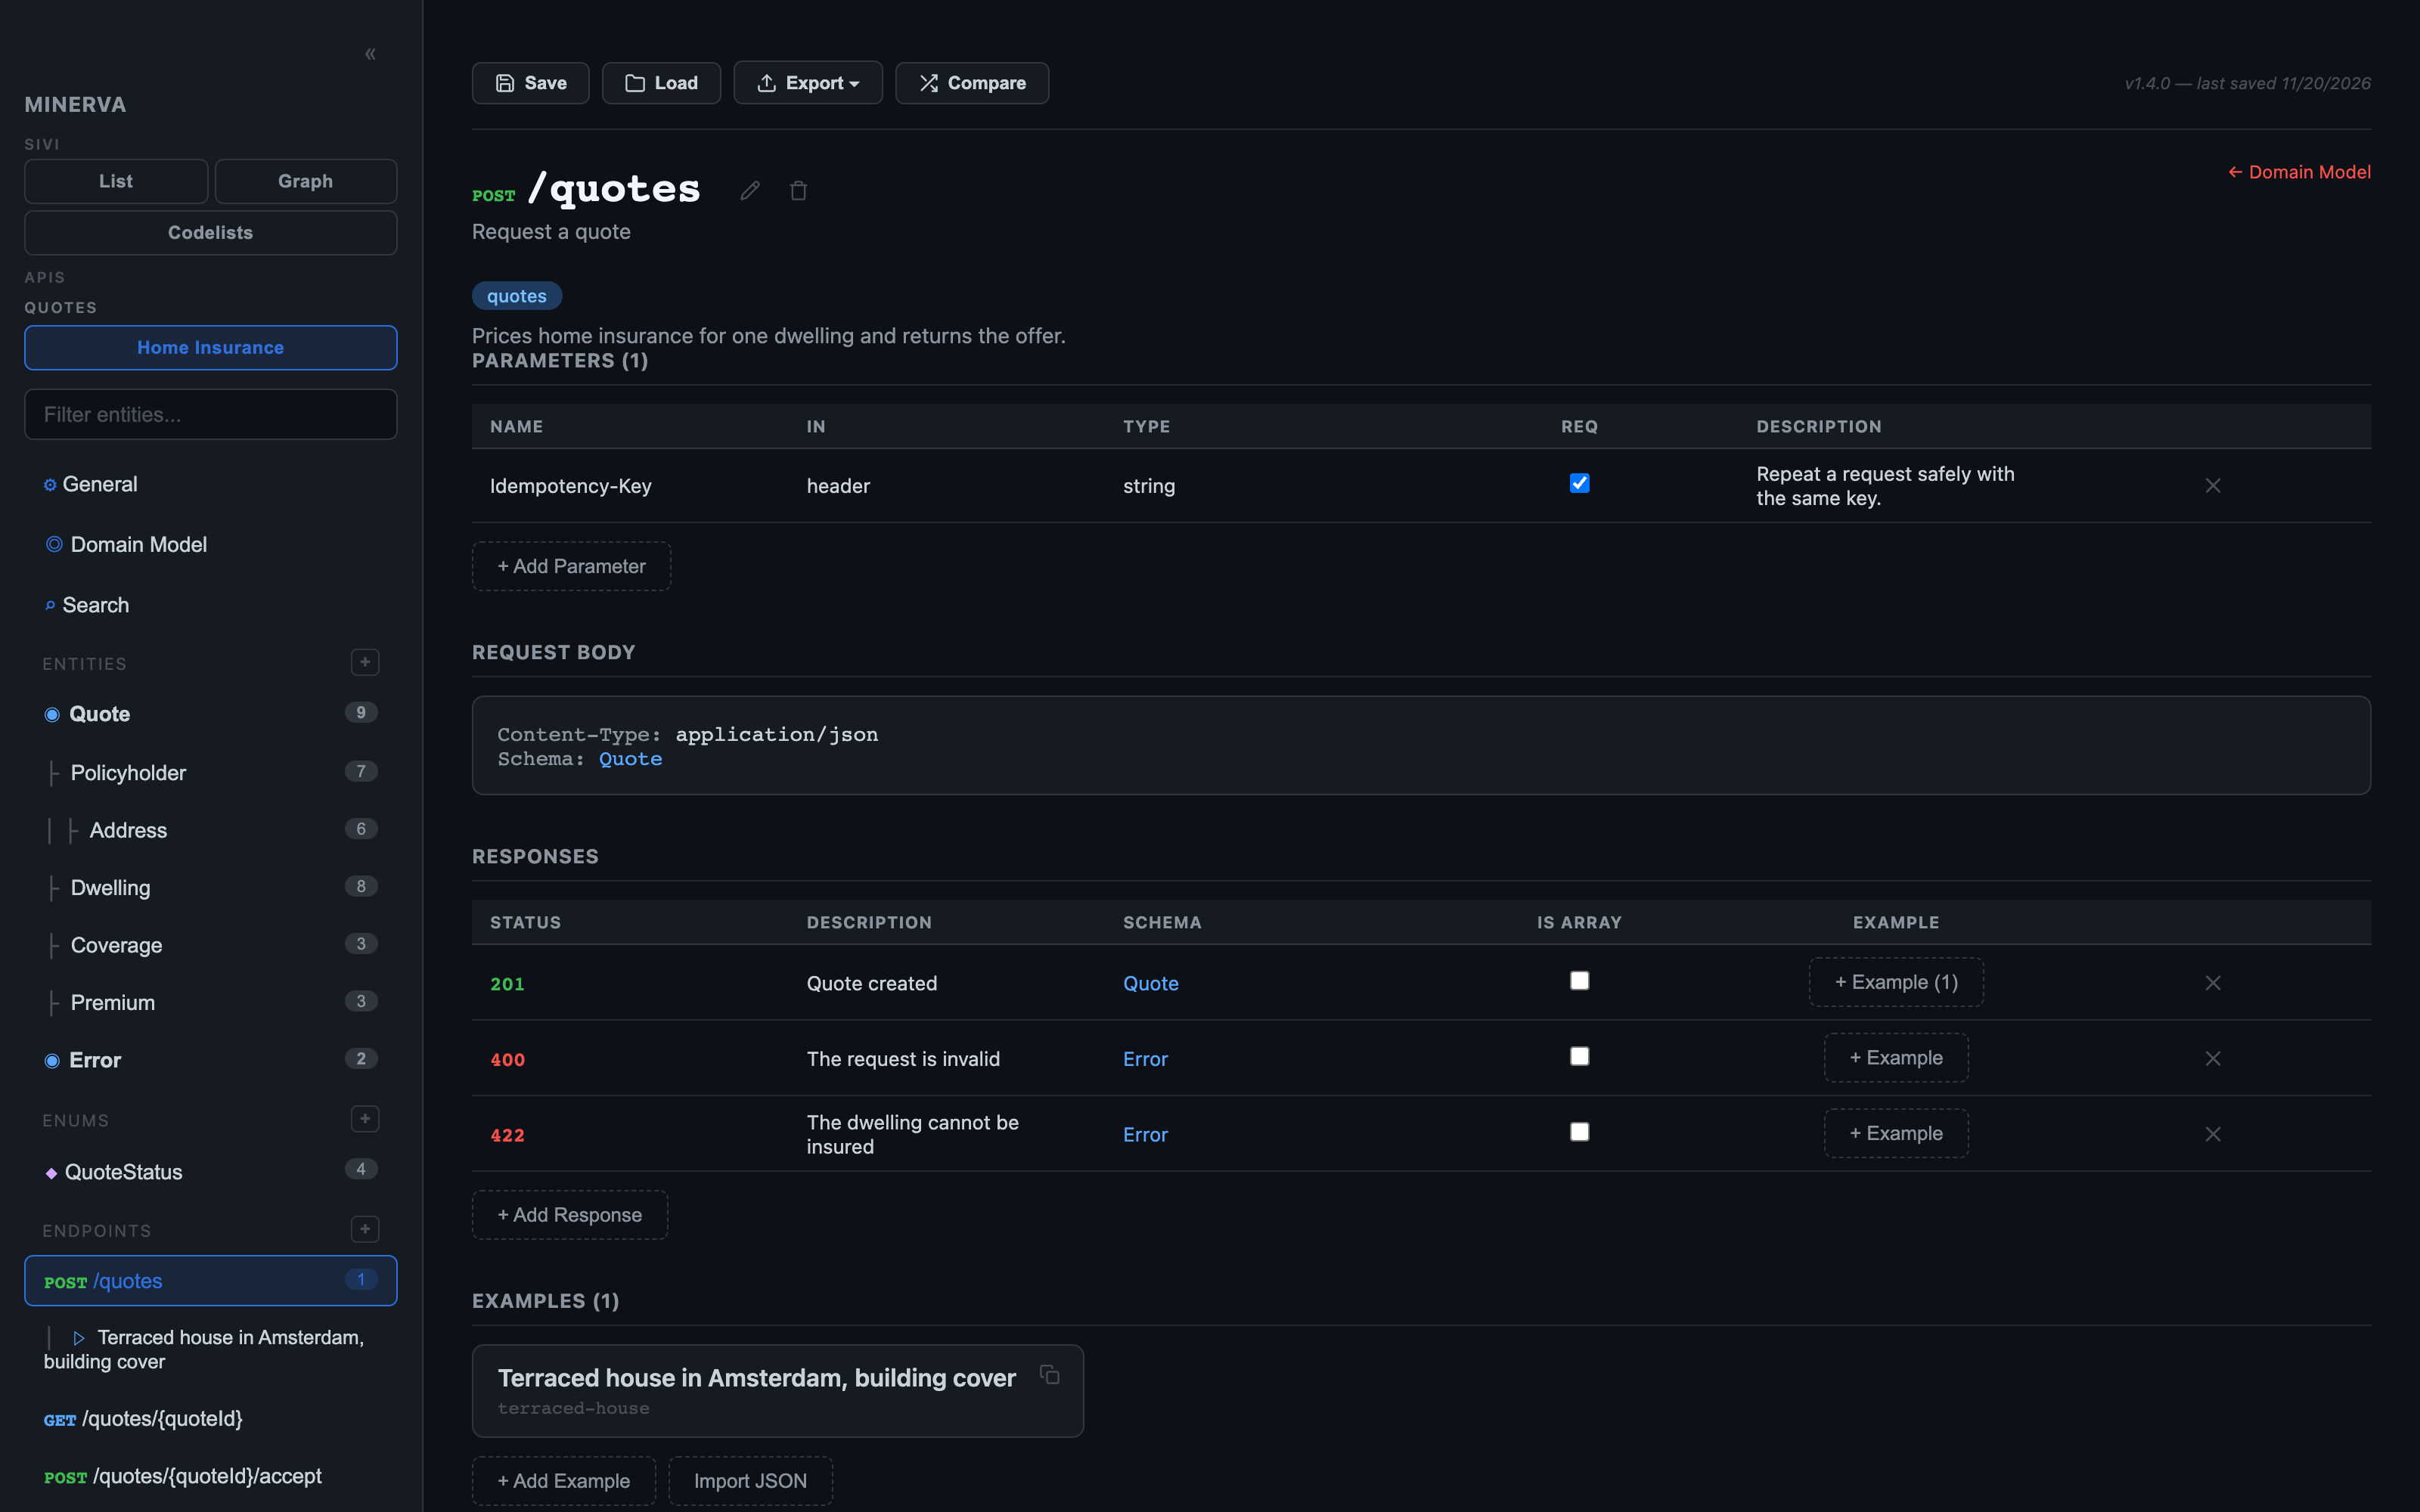 «
MINERVA
SIVI
List
Graph
Codelists
APIS
QUOTES
Home Insurance
Filter entities...
General
Domain Model
Search
ENTITIES +
Quote 9
Policyholder 7
Address 6
Dwelling 8
Coverage 3
Premium 3
Error 2
ENUMS +
QuoteStatus 4
ENDPOINTS +
POST /quotes 1
Terraced house in Amsterdam,
building cover
GET /quotes/{quoteId}
POST /quotes/{quoteId}/accept
Save Load Export Compare
v1.4.0 — last saved 11/20/2026
POST /quotes
← Domain Model
Request a quote
quotes
Prices home insurance for one dwelling and returns the offer.
PARAMETERS (1)
NAME IN TYPE REQ DESCRIPTION
Idempotency-Key header string Repeat a request safely with
the same key.
+ Add Parameter
REQUEST BODY
Content-Type: application/json
Schema: Quote
RESPONSES
STATUS DESCRIPTION SCHEMA IS ARRAY EXAMPLE
201 Quote created Quote + Example (1)
400 The request is invalid Error + Example
422 The dwelling cannot be
insured Error + Example
+ Add Response
EXAMPLES (1)
Terraced house in Amsterdam, building cover
terraced-house
+ Add Example Import JSON